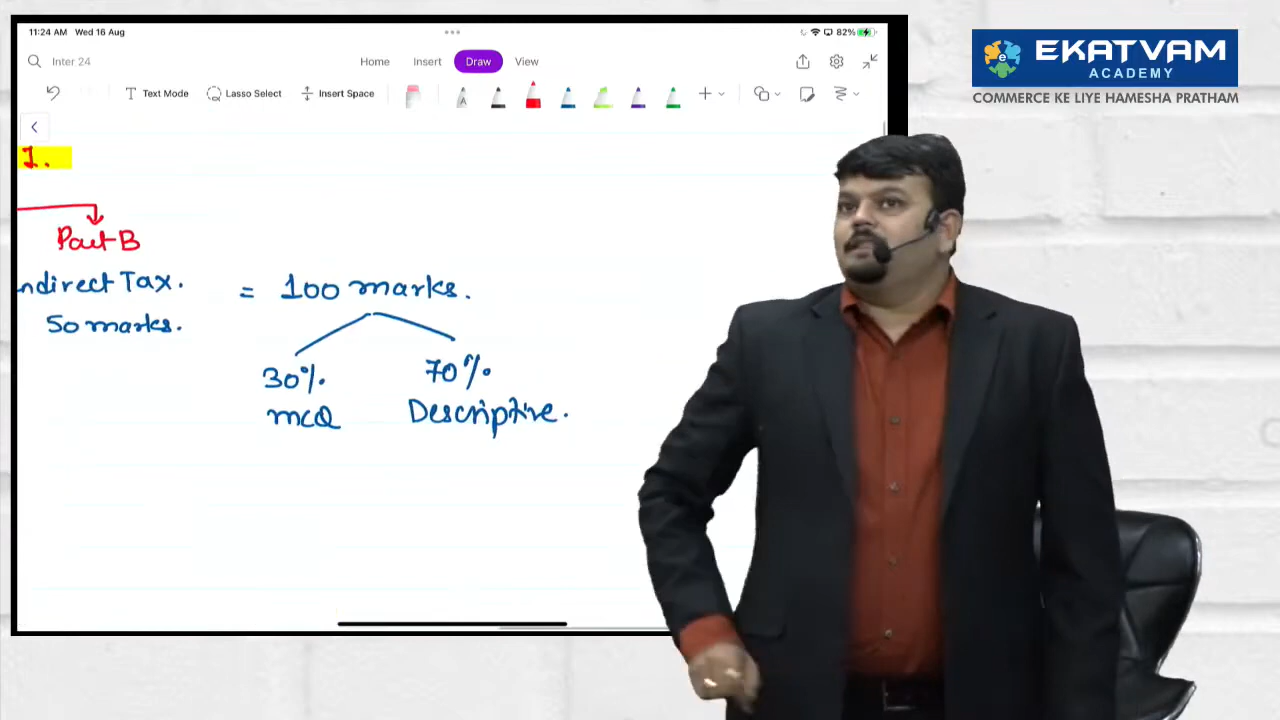 11:24 AM Wed 16 Aug
82%
Inter 24
Home Insert Draw View
Text Mode Lasso Select Insert Space
I.
Part B
ndirect Tax. = 100 marks.
50 marks.
30% 70%
mcQ Descriptive.
EKATVAM
ACADEMY
COMMERCE KE LIYE HAMESHA PRATHAM